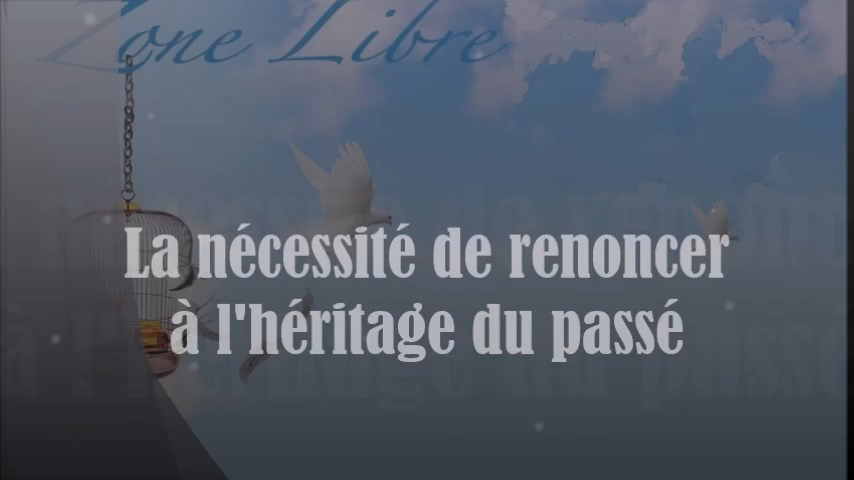 Zone Libre
La nécessité de renoncer
à l'héritage du passé